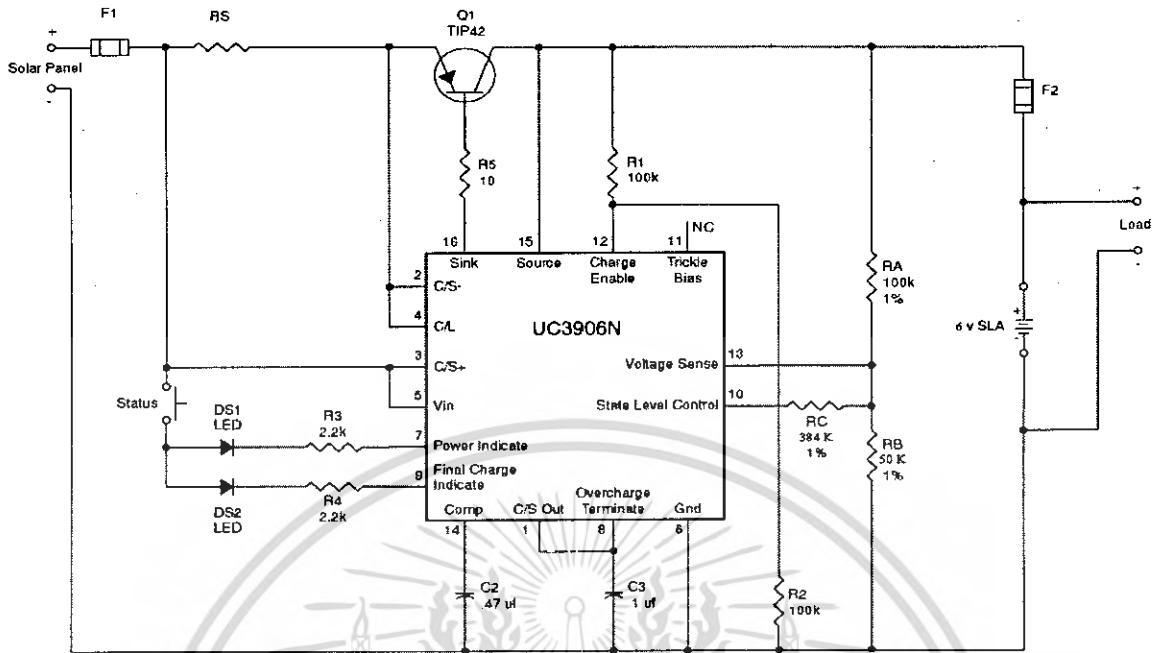 F1
RS
Q1
TIP42
+
Solar Panel
-
F2
R5
10
R1
100k
NC
16
15
12
11
Sink
Source
Charge
Enable
Trickle
Bias
2
C/S-
4
C/L
UC3906N
3
C/S+
5
Vin
Voltage Sense
13
State Level Control
10
7
Power Indicate
9
Final Charge
Indicate
Comp
C/S Out
Overcharge
Terminate
Gnd
14
1
8
6
RA
100k
1%
RC
384 K
1%
RB
50 K
1%
+
Load
-
+
6 v SLA
-
Status
DS1
LED
R3
2.2k
DS2
LED
R4
2.2k
C2
.47 uf
C3
.1 uf
R2
100k